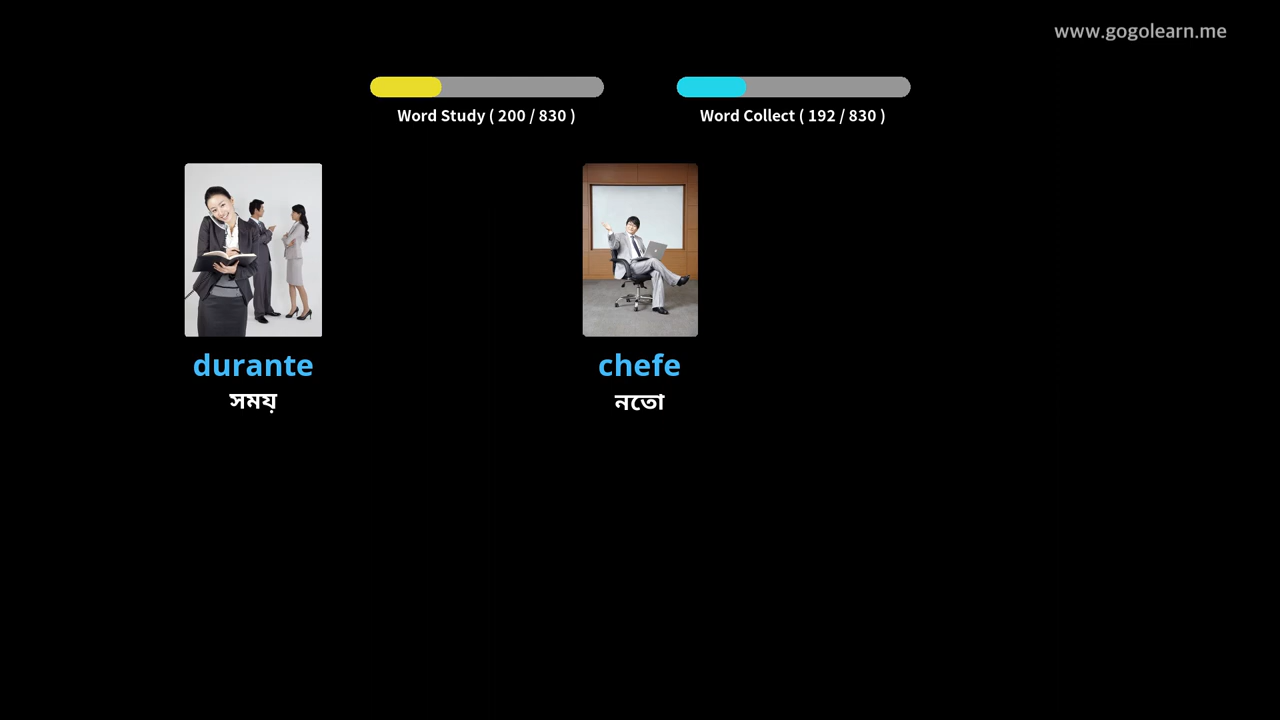 www.gogolearn.me
Word Study ( 200 / 830 )
Word Collect ( 192 / 830 )
durante
সময়
chefe
নতো